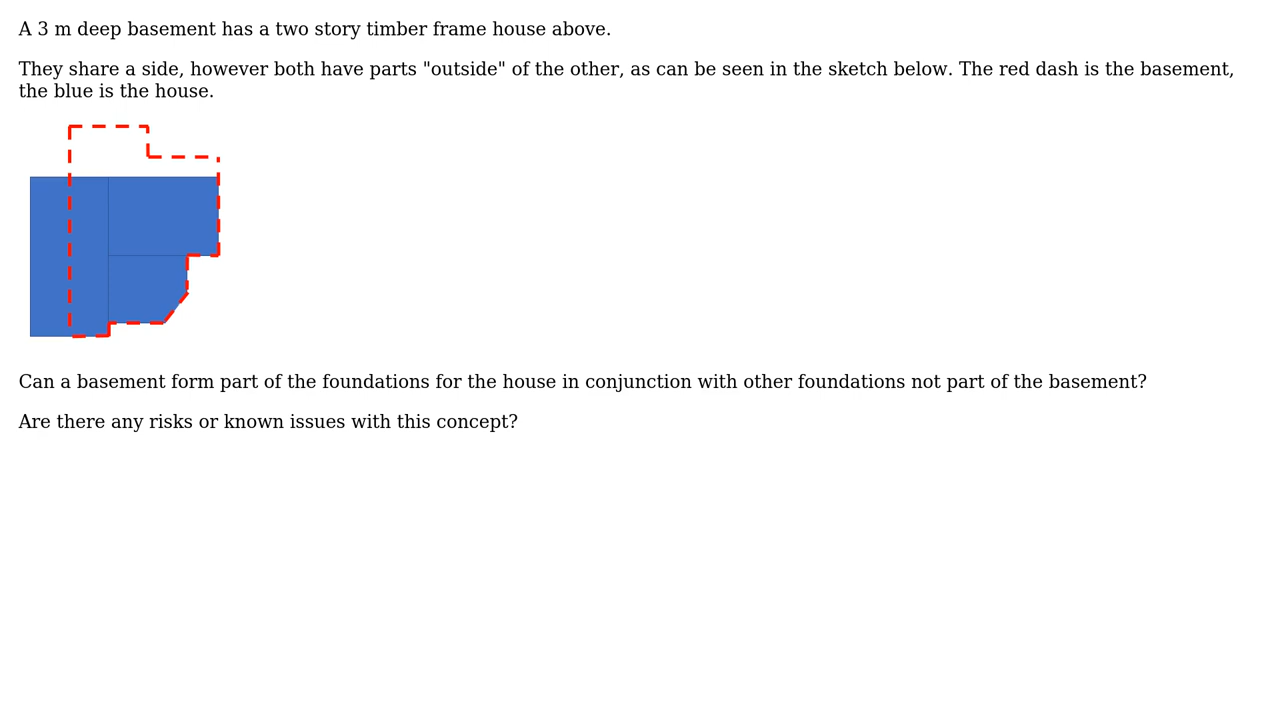 A 3 m deep basement has a two story timber frame house above.
They share a side, however both have parts "outside" of the other, as can be seen in the sketch below. The red dash is the basement,
the blue is the house.
Can a basement form part of the foundations for the house in conjunction with other foundations not part of the basement?
Are there any risks or known issues with this concept?